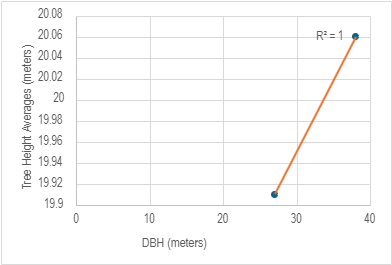 20.08
20.06
20.04
20.02
20
19.98
19.96
19.94
19.92
19.9
R² = 1
0 10 20 30 40
Tree Height Averages (meters)
DBH (meters)